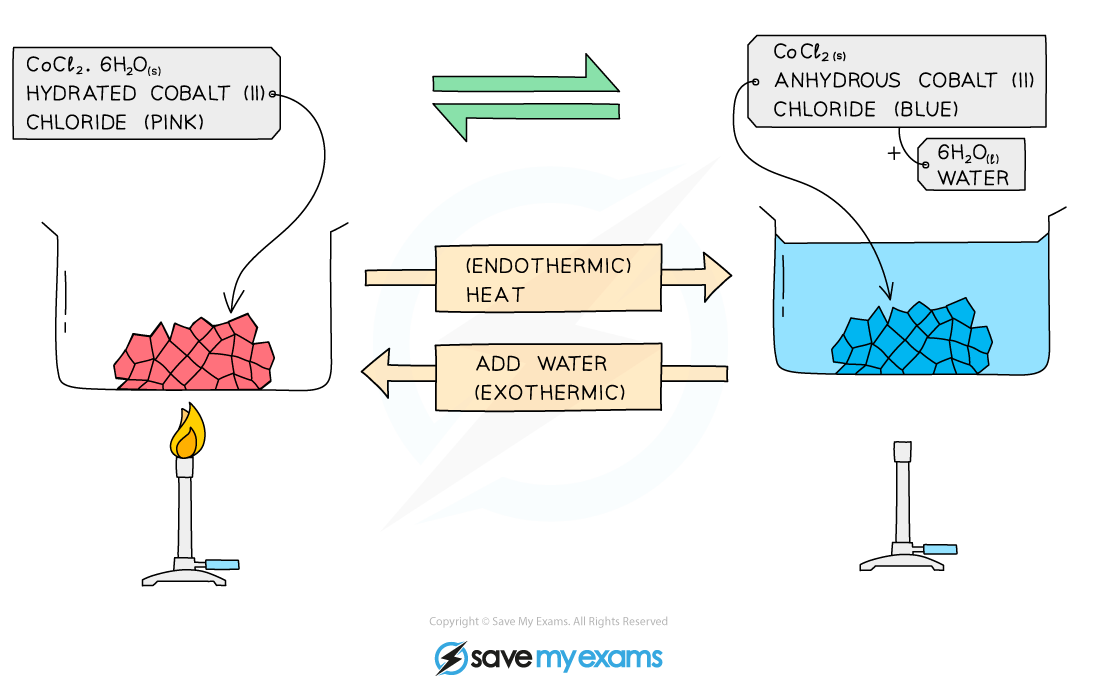 CoCl₂. 6H₂O(s)
HYDRATED COBALT (II)
CHLORIDE (PINK)
CoCl₂(s)
ANHYDROUS COBALT (II)
CHLORIDE (BLUE)
+
6H₂O(l)
WATER
(ENDOTHERMIC)
HEAT
ADD WATER
(EXOTHERMIC)
Copyright © Save My Exams. All Rights Reserved
save my exams